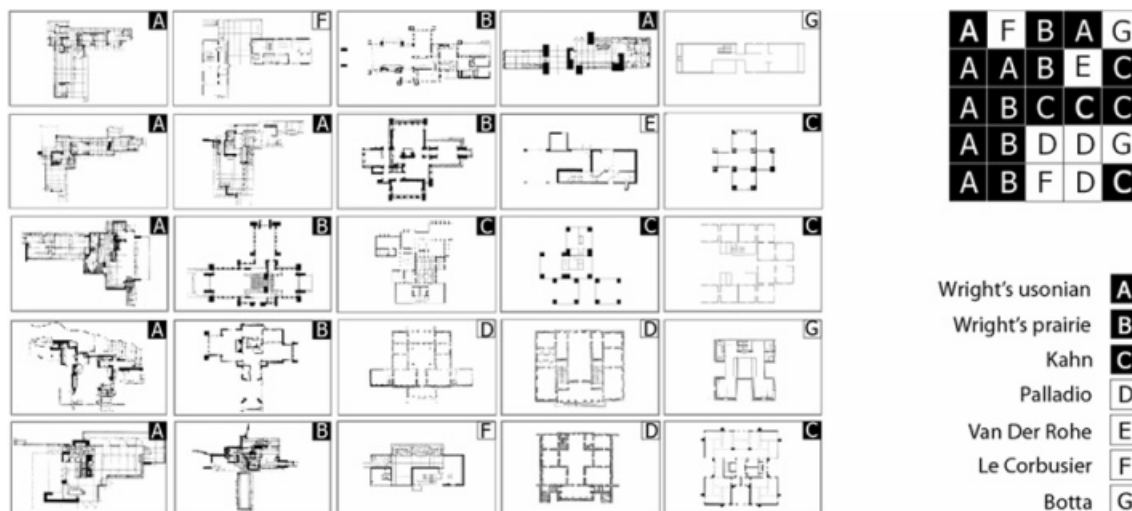 A F B A G
A A B E C
A B C C C
A B D D G
A B F D C
A F B A G
A A B E C
A B C C C
A B D D G
A B F D C
Wright's usonian A
Wright's prairie B
Kahn C
Palladio D
Van Der Rohe E
Le Corbusier F
Botta G